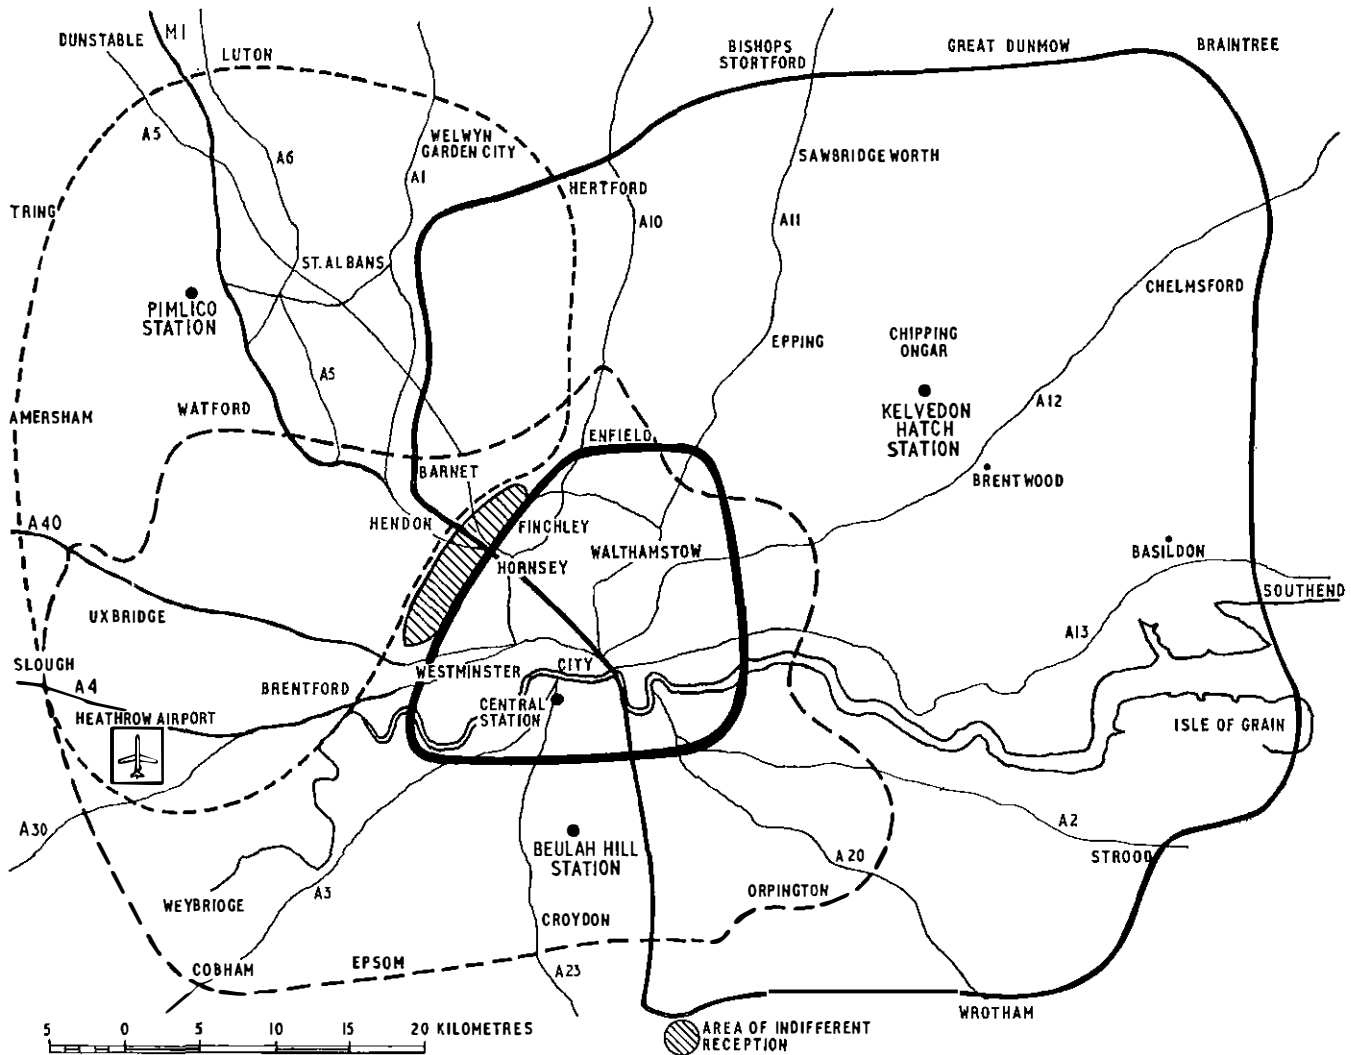 M1
DUNSTABLE
LUTON
BISHOPS
STORTFORD
GREAT DUNMOW
BRAINTREE
A5
A6
WELWYN
GARDEN CITY
A1
SAWBRIDGEWORTH
HERTFORD
TRING
A10
A11
ST. ALBANS
PIMLICO
STATION
CHELMSFORD
EPPING
CHIPPING
ONGAR
A5
AMERSHAM
WATFORD
A12
KELVEDON
HATCH
STATION
ENFIELD
BARNET
BRENTWOOD
A40
HENDON
FINCHLEY
WALTHAMSTOW
BASILDON
HORNSEY
SOUTHEND
UXBRIDGE
A13
SLOUGH
A4
BRENTFORD
WESTMINSTER
CITY
CENTRAL
STATION
HEATHROW AIRPORT
ISLE OF GRAIN
A30
A2
BEULAH HILL
STATION
A20
STROOD
A3
WEYBRIDGE
ORPINGTON
CROYDON
COBHAM
EPSOM
A23
WROTHAM
5 0 5 10 15 20 KILOMETRES
AREA OF INDIFFERENT
RECEPTION